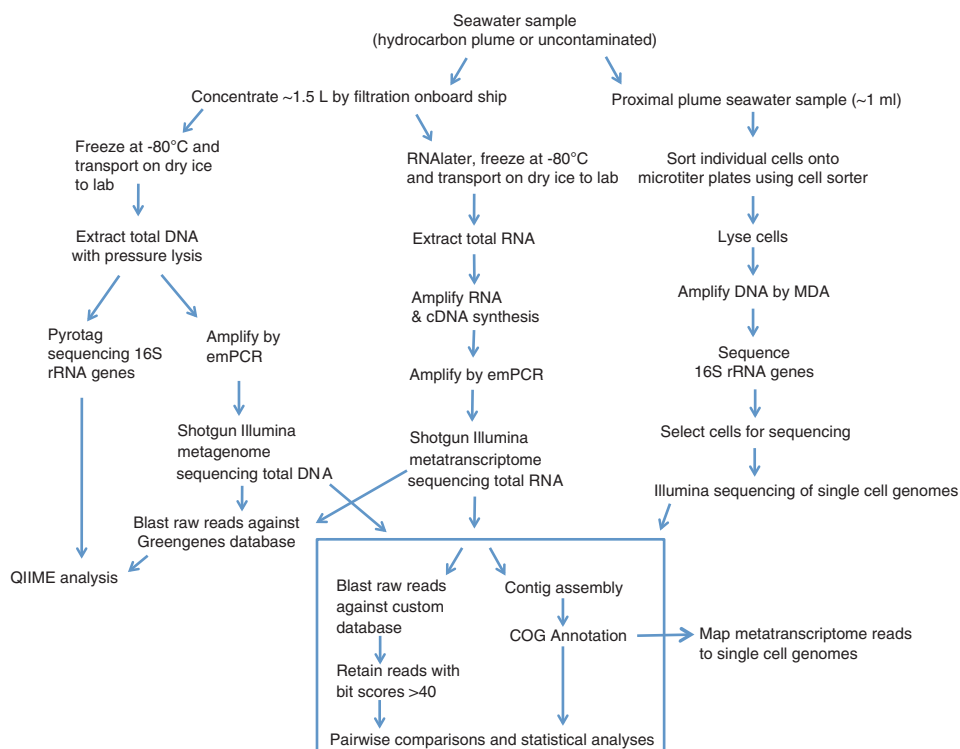 Seawater sample
(hydrocarbon plume or uncontaminated)
Concentrate ~1.5 L by filtration onboard ship
Proximal plume seawater sample (~1 ml)
Freeze at -80°C and
transport on dry ice
to lab
RNAlater, freeze at -80°C
and transport on dry ice to lab
Sort individual cells onto
microtiter plates using cell sorter
Extract total DNA
with pressure lysis
Extract total RNA
Lyse cells
Amplify RNA
& cDNA synthesis
Amplify DNA by MDA
Pyrotag
sequencing 16S
rRNA genes
Amplify by
emPCR
Amplify by emPCR
Sequence
16S rRNA genes
Shotgun Illumina
metagenome
sequencing total DNA
Shotgun Illumina
metatranscriptome
sequencing total RNA
Select cells for sequencing
Illumina sequencing of single cell genomes
Blast raw reads against
Greengenes database
QIIME analysis
Blast raw reads
against custom
database
Contig assembly
COG Annotation
Map metatranscriptome reads
to single cell genomes
Retain reads with
bit scores >40
Pairwise comparisons and statistical analyses